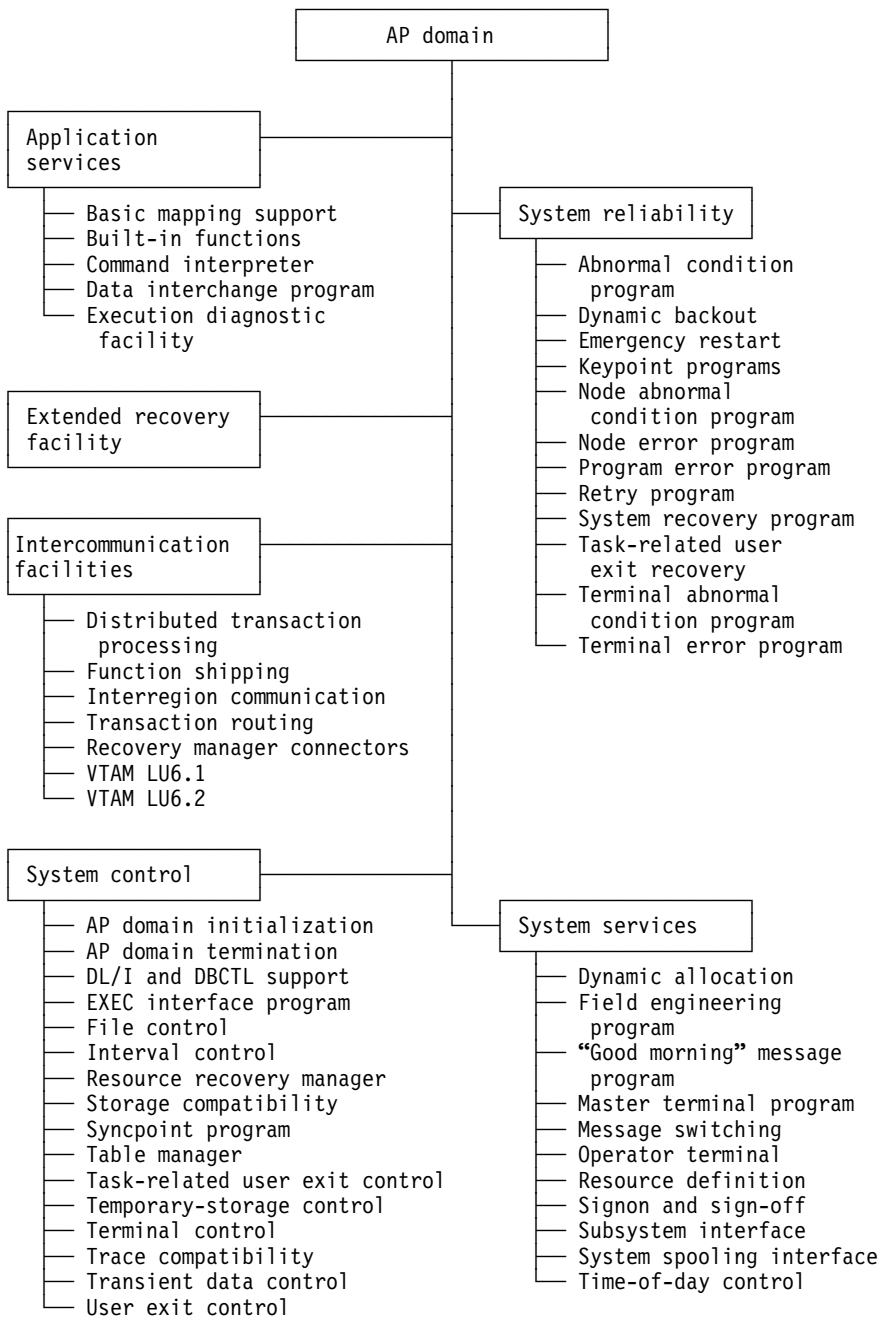 AP domain
Application
services
Basic mapping support
Built-in functions
Command interpreter
Data interchange program
Execution diagnostic
facility
Extended recovery
facility
Intercommunication
facilities
Distributed transaction
processing
Function shipping
Interregion communication
Transaction routing
Recovery manager connectors
VTAM LU6.1
VTAM LU6.2
System control
AP domain initialization
AP domain termination
DL/I and DBCTL support
EXEC interface program
File control
Interval control
Resource recovery manager
Storage compatibility
Syncpoint program
Table manager
Task-related user exit control
Temporary-storage control
Terminal control
Trace compatibility
Transient data control
User exit control
System reliability
Abnormal condition
program
Dynamic backout
Emergency restart
Keypoint programs
Node abnormal
condition program
Node error program
Program error program
Retry program
System recovery program
Task-related user
exit recovery
Terminal abnormal
condition program
Terminal error program
System services
Dynamic allocation
Field engineering
program
“Good morning” message
program
Master terminal program
Message switching
Operator terminal
Resource definition
Signon and sign-off
Subsystem interface
System spooling interface
Time-of-day control